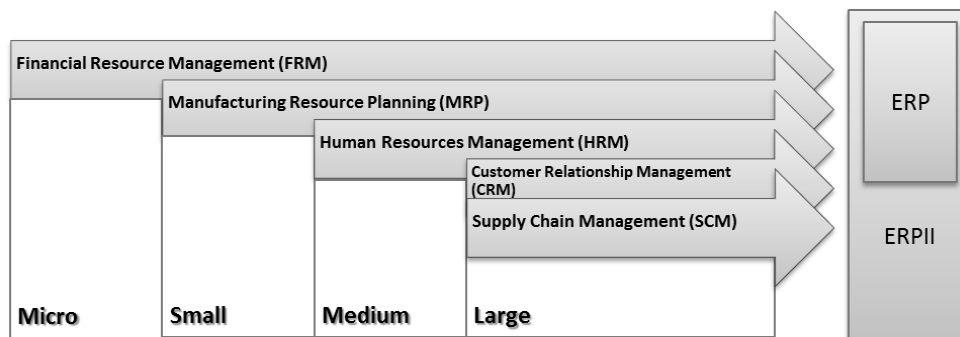 Financial Resource Management (FRM)
Manufacturing Resource Planning (MRP)
Human Resources Management (HRM)
Customer Relationship Management
(CRM)
Supply Chain Management (SCM)
ERP
ERPII
Micro
Small
Medium
Large